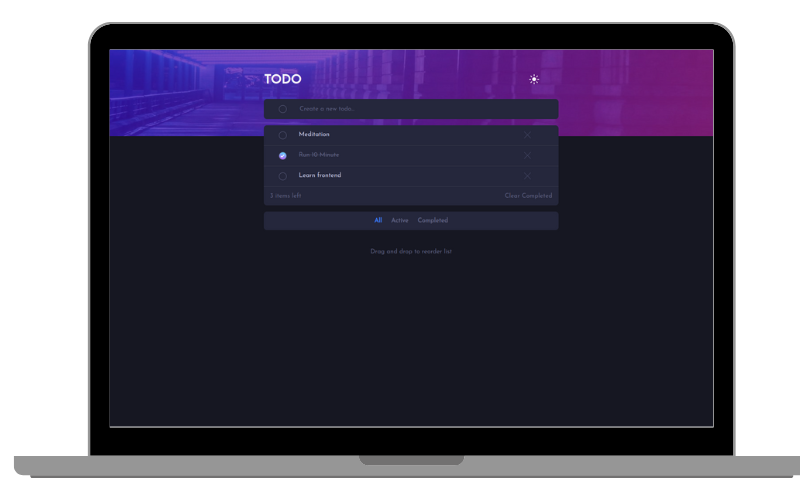 TODO
Create a new todo..
Meditation
Run 10 Minute
Learn frontend
3 items left
Clear Completed
All Active Completed
Drag and drop to reorder list